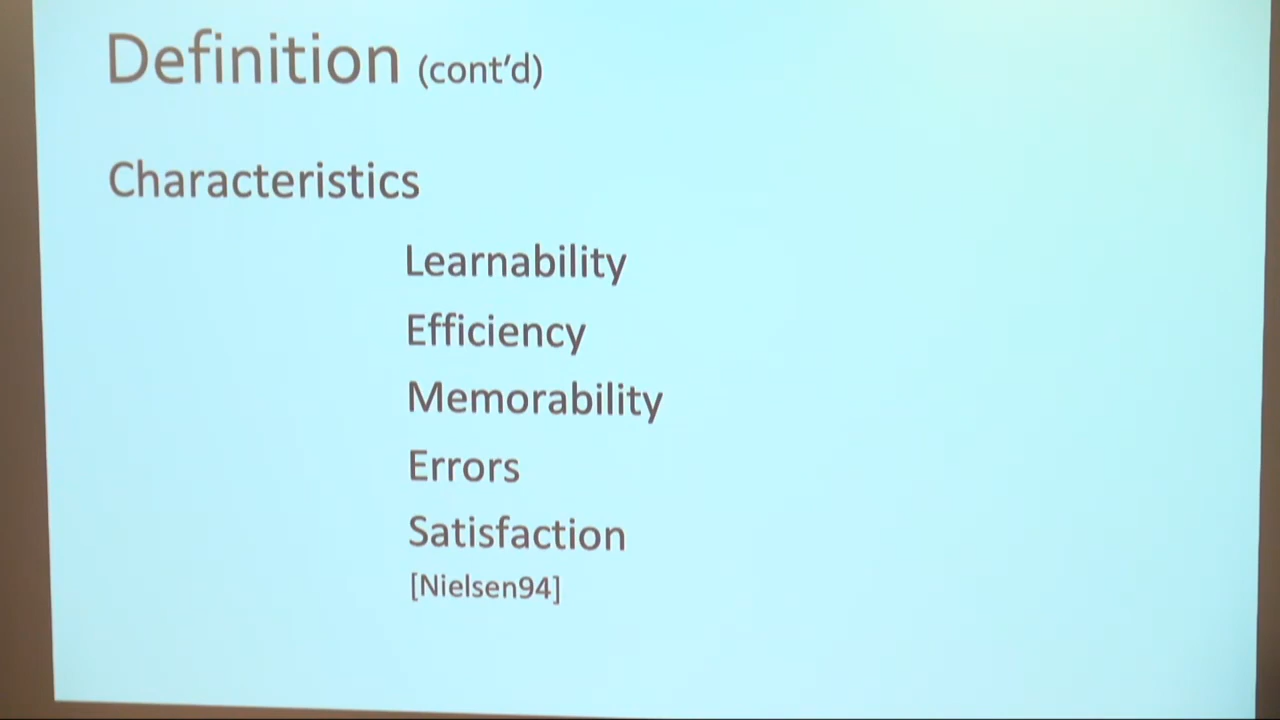 Definition (cont’d)
Characteristics
Learnability
Efficiency
Memorability
Errors
Satisfaction
[Nielsen94]